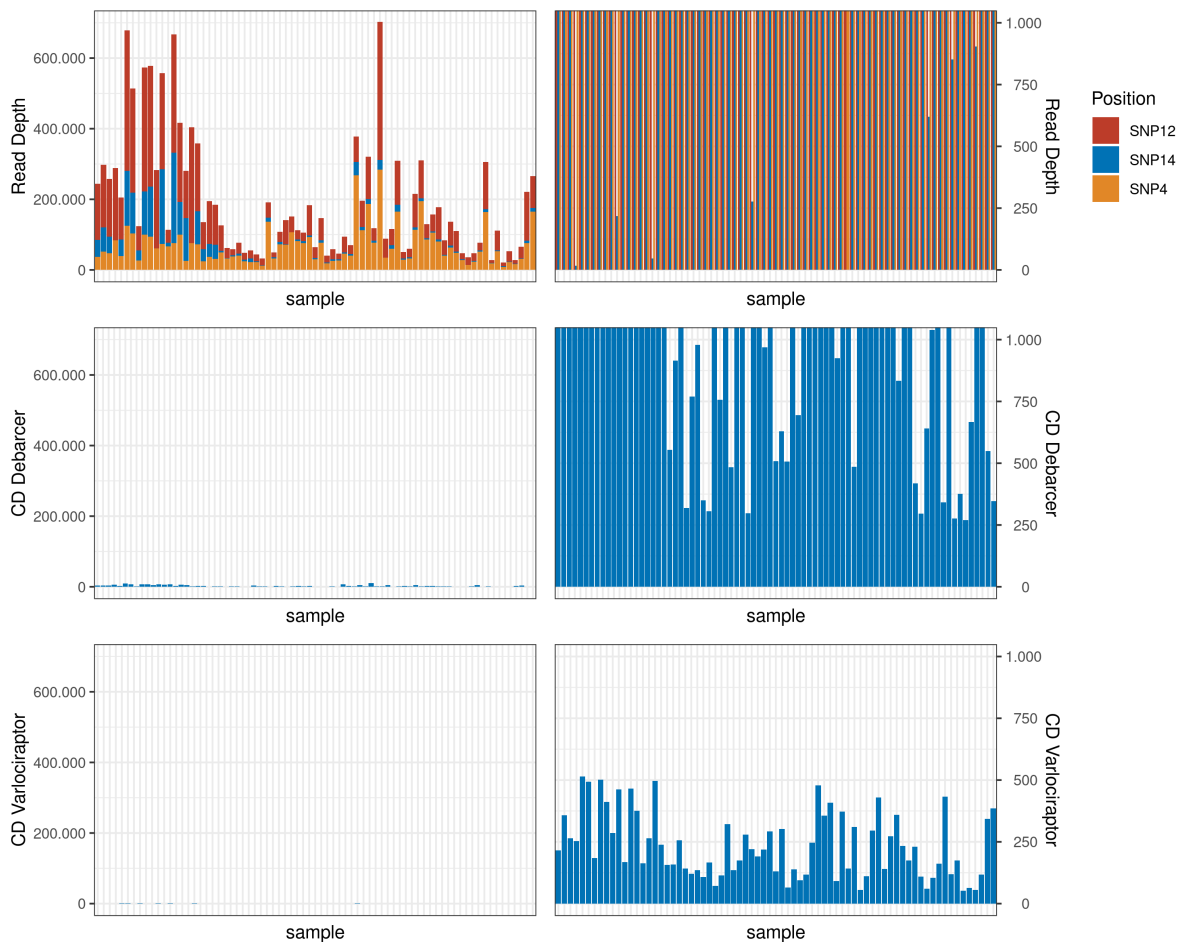 Read Depth
600.000
400.000
200.000
0
sample
1.000
750
500
250
0
Read Depth
sample
Position
SNP12
SNP14
SNP4
CD Debarcer
600.000
400.000
200.000
0
sample
1.000
750
500
250
0
CD Debarcer
sample
CD Varlociraptor
600.000
400.000
200.000
0
sample
1.000
750
500
250
0
CD Varlociraptor
sample